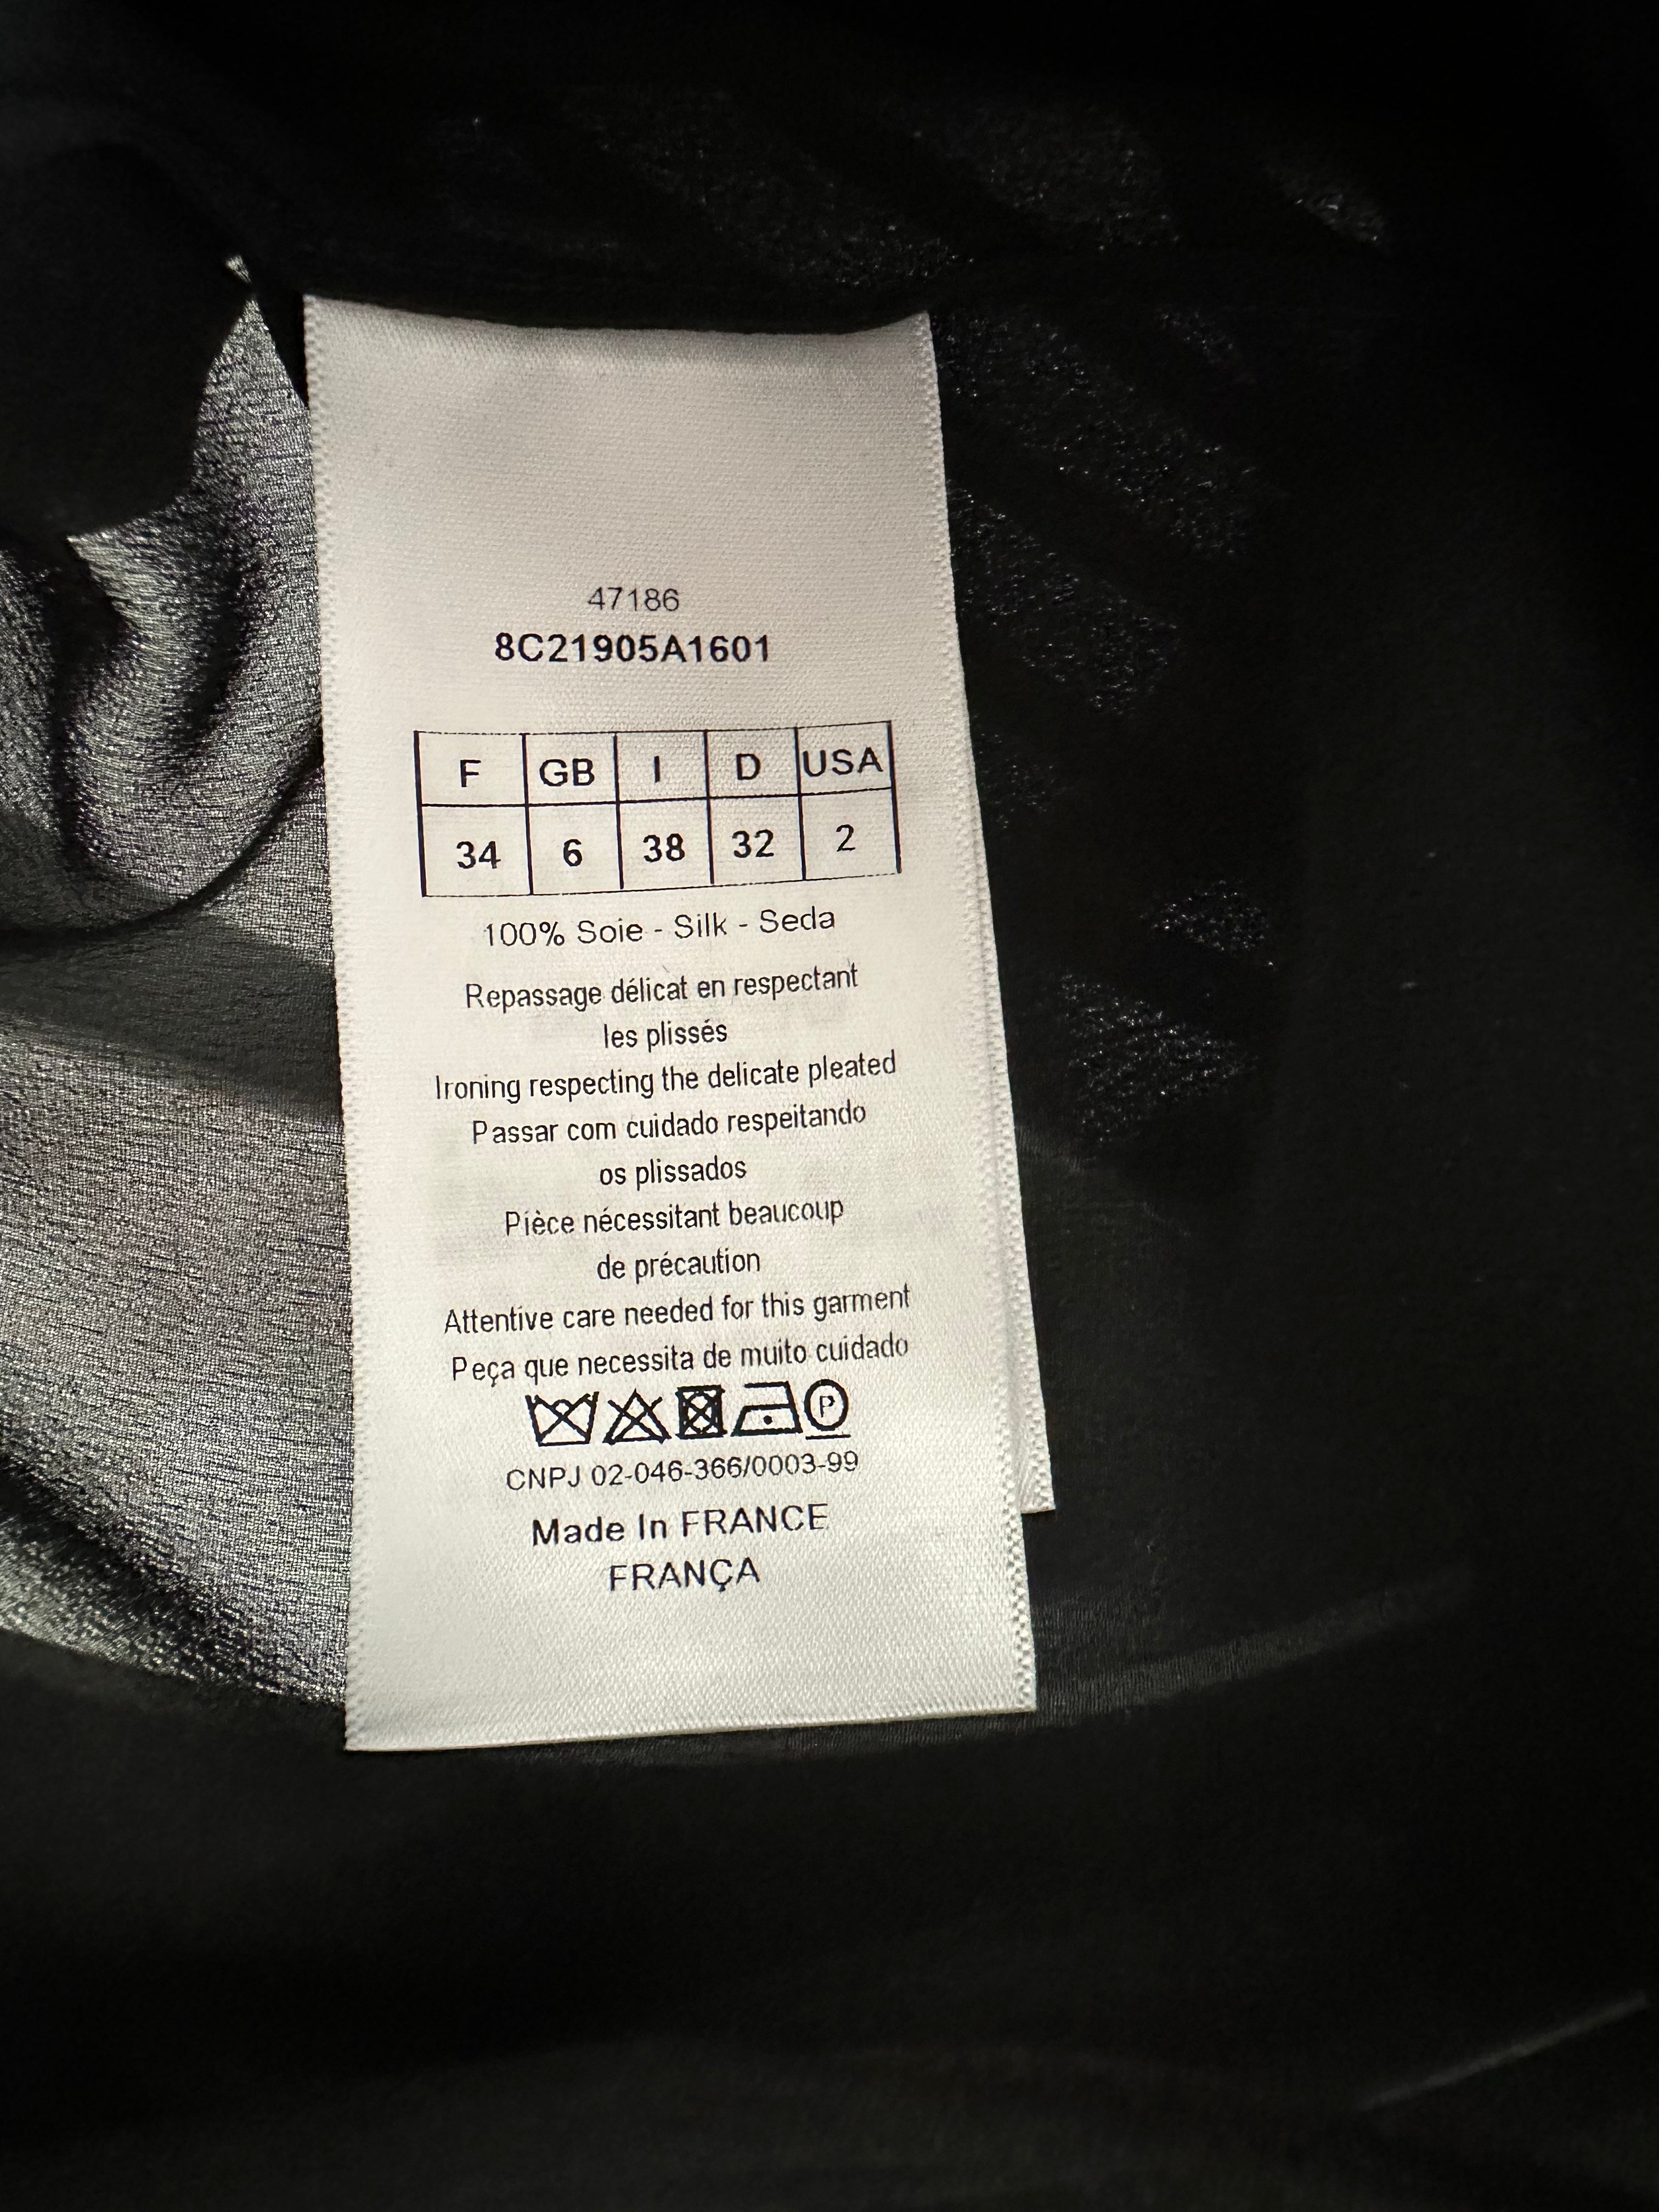 47186
8C21905A1601
F GB I D USA
34 6 38 32 2
100% Soie - Silk - Seda
Repassage délicat en respectant
les plissés
Ironing respecting the delicate pleated
Passar com cuidado respeitando
os plissados
Pièce nécessitant beaucoup
de précaution
Attentive care needed for this garment
Peça que necessita de muito cuidado
P
CNPJ 02-046-366/0003-99
Made In FRANCE
FRANÇA